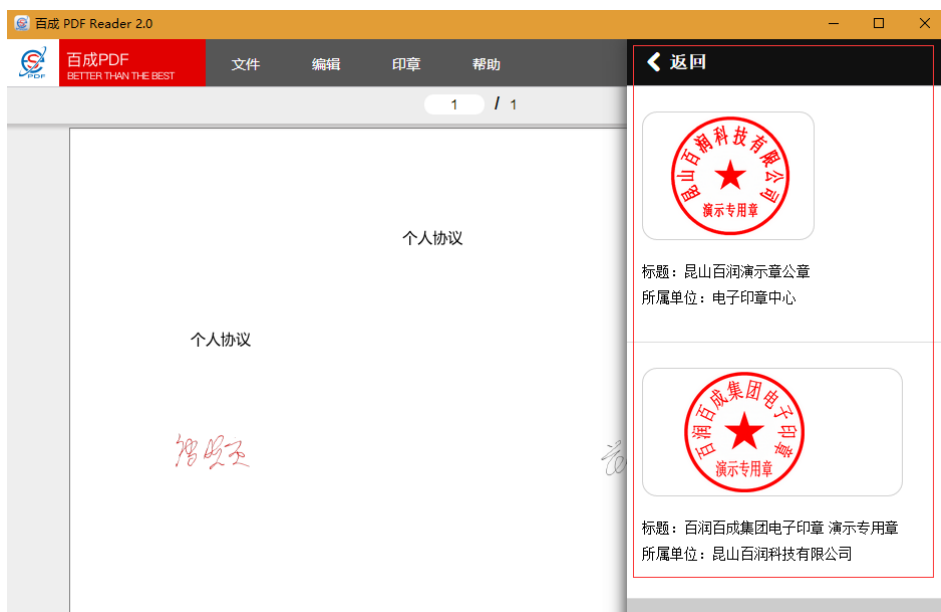 百成 PDF Reader 2.0
PDF
百成PDF
BETTER THAN THE BEST
文件 编辑 印章 帮助
返回
1 / 1
个人协议
个人协议
昆山百润科技有限公司
演示专用章
标题：昆山百润演示章公章
所属单位：电子印章中心
百润百成集团电子印章
演示专用章
标题：百润百成集团电子印章 演示专用章
所属单位：昆山百润科技有限公司